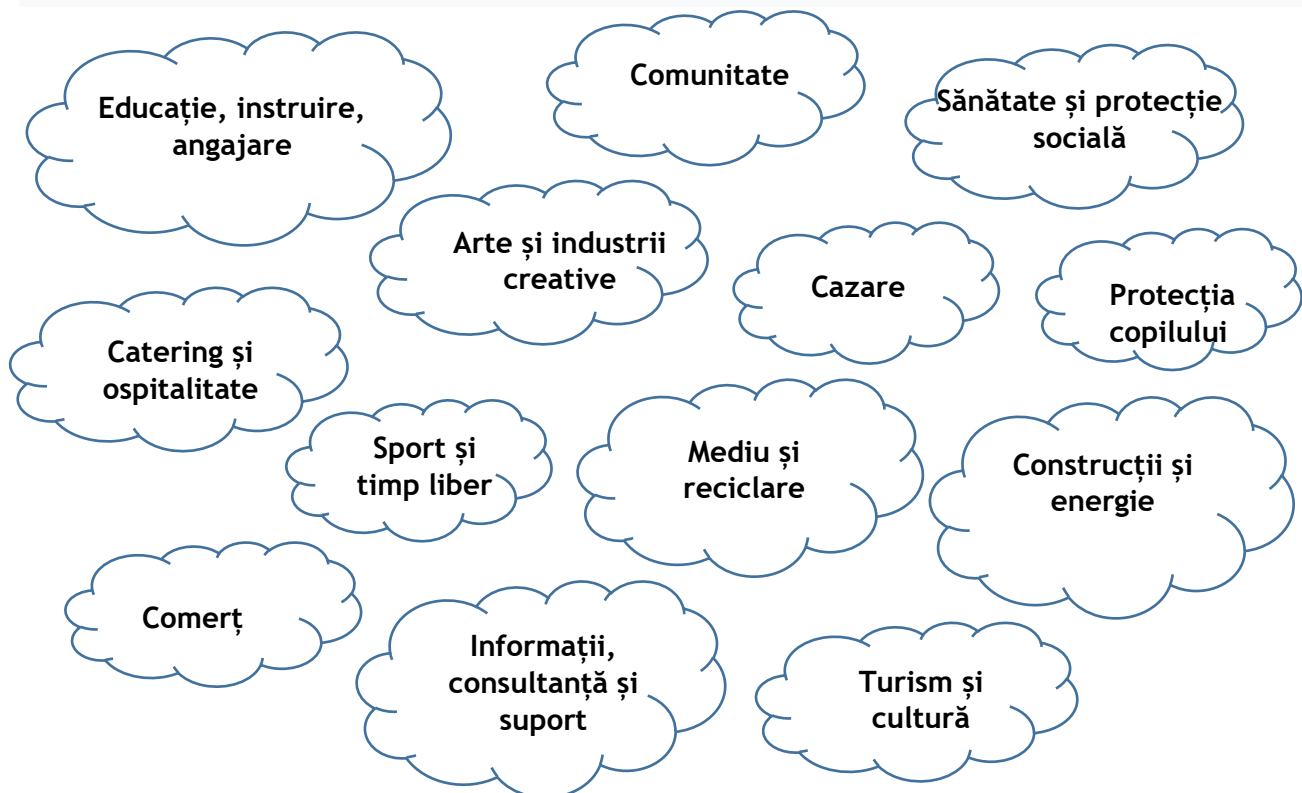 Educație, instruire,
angajare
Comunitate
Sănătate și protecție
socială
Arte și industrii
creative
Cazare
Protecția
copilului
Catering și
ospitalitate
Sport și
timp liber
Mediu și
reciclare
Construcții și
energie
Comerț
Informații,
consultanță și
suport
Turism și
cultură